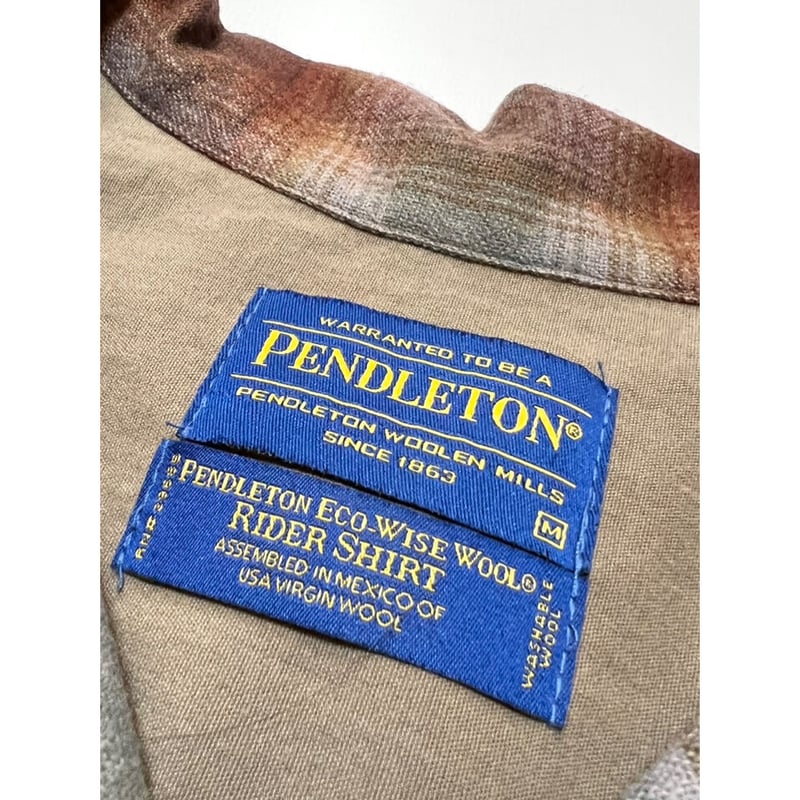 WARRANTED TO BE A
PENDLETON®
PENDLETON WOOLEN MILLS
SINCE 1863
M
PENDLETON ECO-WISE WOOL®
RIDER SHIRT
ASSEMBLED IN MEXICO OF
USA VIRGIN WOOL
WASHABLE
WOOL
RN#